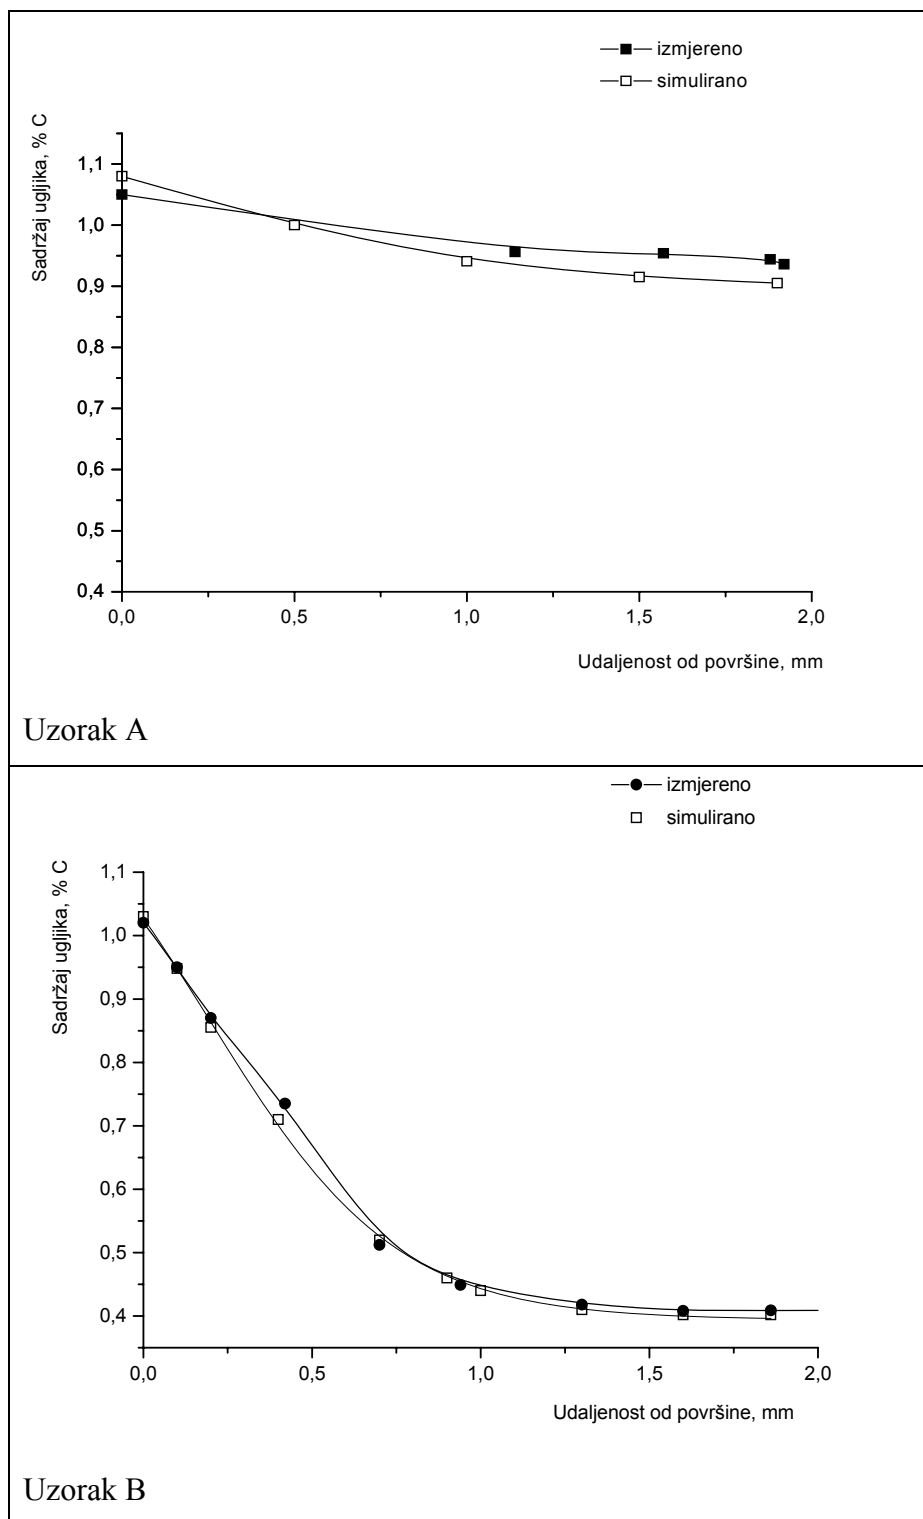 izmjereno
simulirano
Sadržaj ugljika, % C
1,1
1,0
0,9
0,8
0,7
0,6
0,5
0,4
0,0 0,5 1,0 1,5 2,0
Udaljenost od površine, mm
Uzorak A
izmjereno
simulirano
Sadržaj ugljika, % C
1,1
1,0
0,9
0,8
0,7
0,6
0,5
0,4
0,0 0,5 1,0 1,5 2,0
Udaljenost od površine, mm
Uzorak B